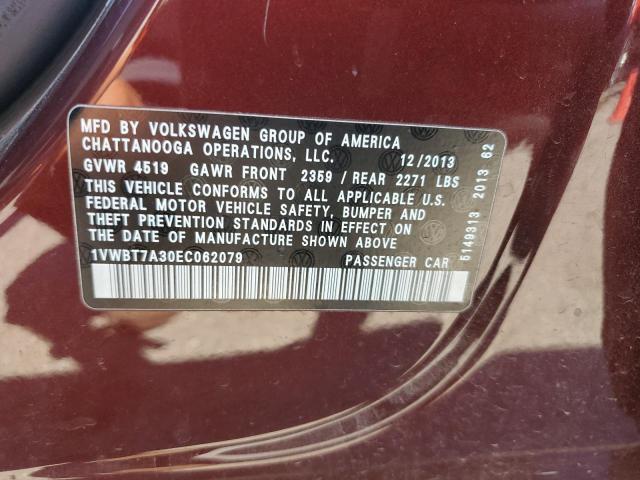 MFD BY VOLKSWAGEN GROUP OF AMERICA
CHATTANOOGA OPERATIONS, LLC. 12/2013
GVWR 4519 GAWR FRONT 2359 / REAR 2271 LBS
THIS VEHICLE CONFORMS TO ALL APPLICABLE U.S.
FEDERAL MOTOR VEHICLE SAFETY, BUMPER AND
THEFT PREVENTION STANDARDS IN EFFECT ON
THE DATE OF MANUFACTURE SHOWN ABOVE
1VWBT7A30EC062079 PASSENGER CAR
5149313 2013 62